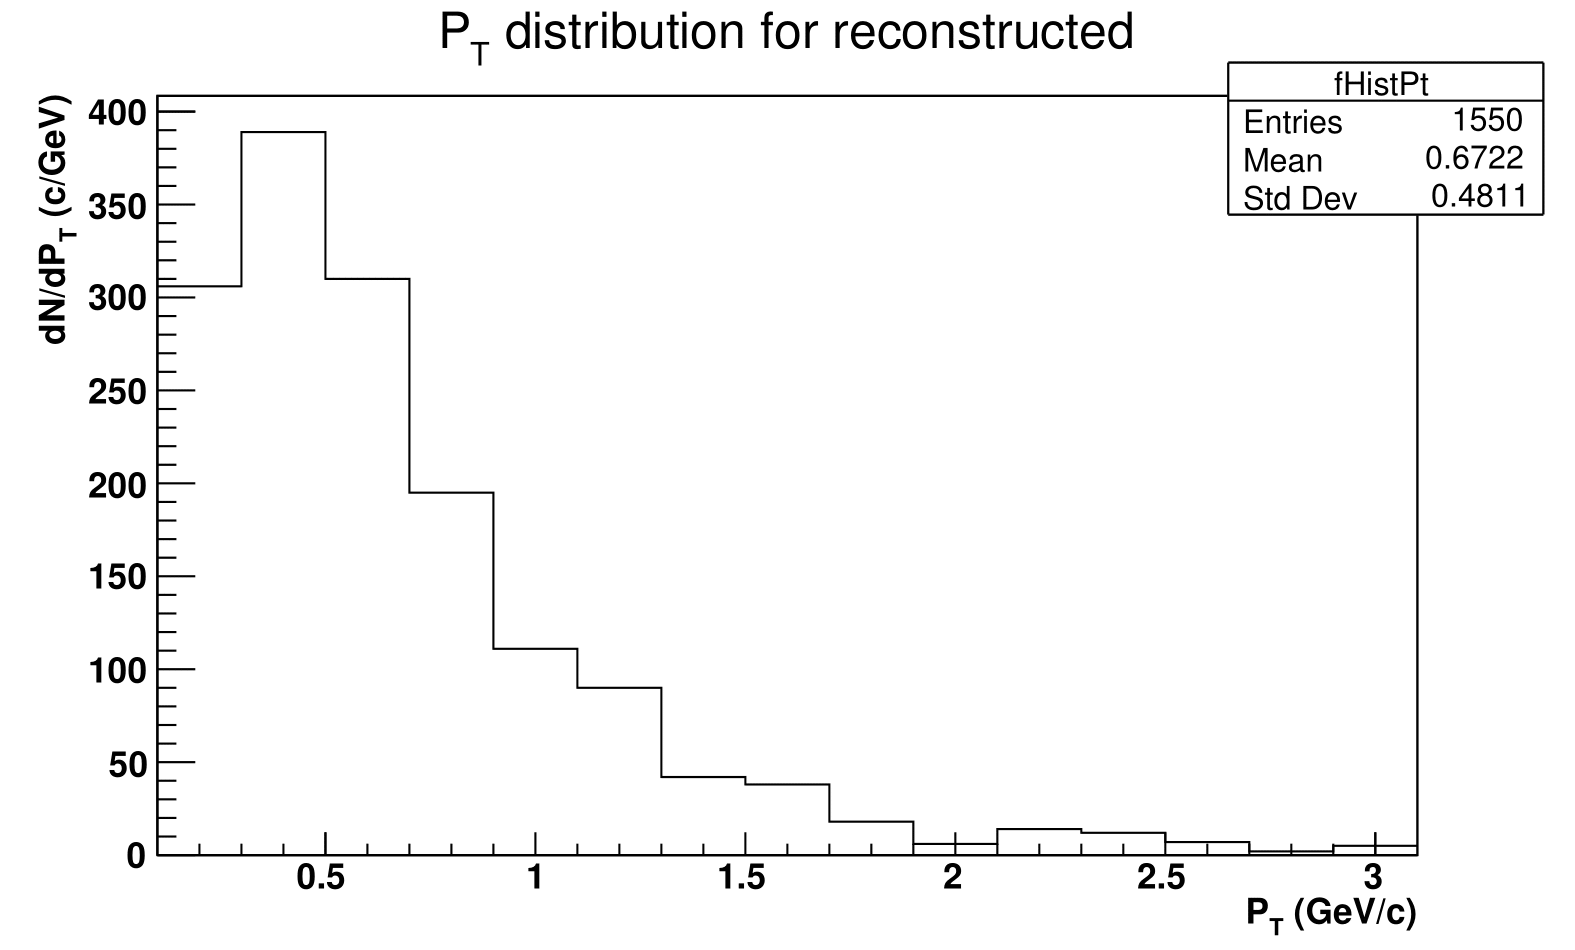 P_T distribution for reconstructed
fHistPt
Entries 1550
Mean 0.6722
Std Dev 0.4811
dN/dP_T (c/GeV)
400
350
300
250
200
150
100
50
0
0.5 1 1.5 2 2.5 3
P_T (GeV/c)